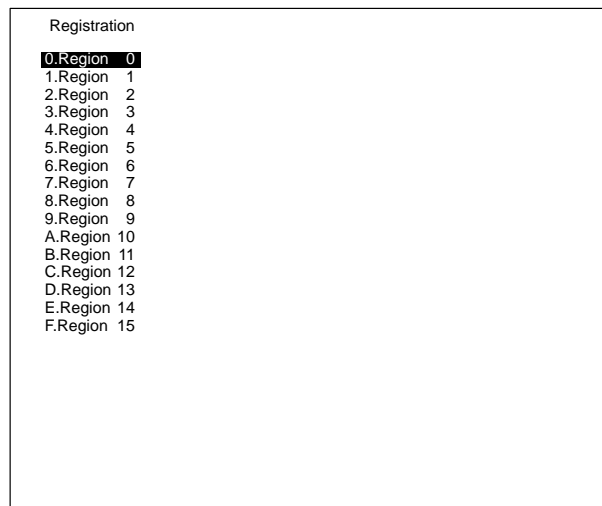 Registration
0.Region 0
1.Region 1
2.Region 2
3.Region 3
4.Region 4
5.Region 5
6.Region 6
7.Region 7
8.Region 8
9.Region 9
A.Region 10
B.Region 11
C.Region 12
D.Region 13
E.Region 14
F.Region 15